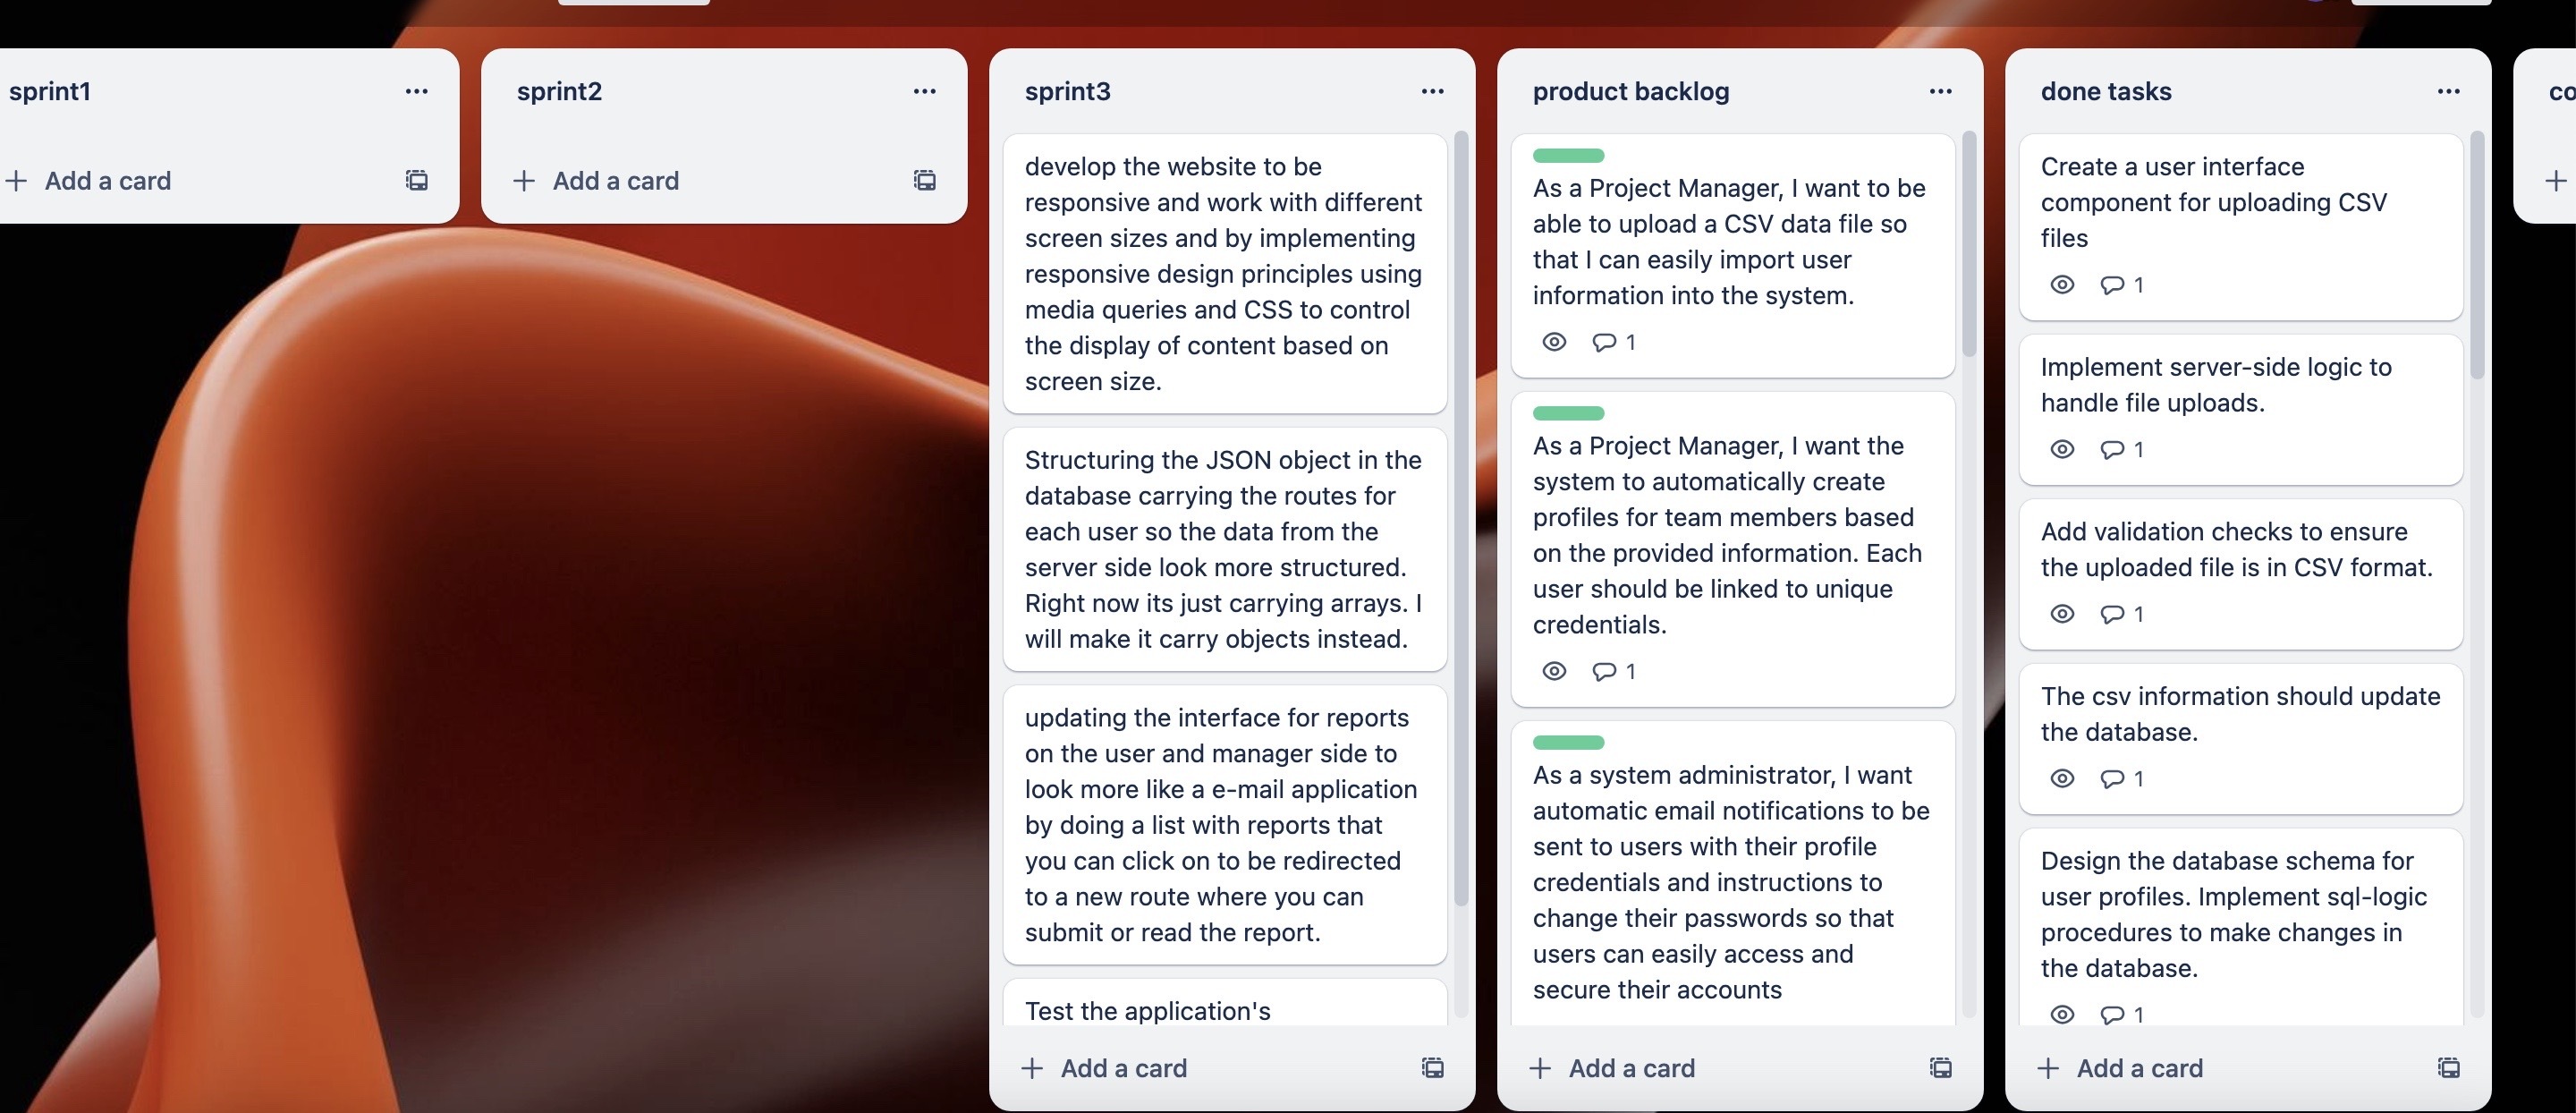 sprint1
Add a card
sprint2
Add a card
sprint3
develop the website to be
responsive and work with different
screen sizes and by implementing
responsive design principles using
media queries and CSS to control
the display of content based on
screen size.
Structuring the JSON object in the
database carrying the routes for
each user so the data from the
server side look more structured.
Right now its just carrying arrays. I
will make it carry objects instead.
updating the interface for reports
on the user and manager side to
look more like a e-mail application
by doing a list with reports that
you can click on to be redirected
to a new route where you can
submit or read the report.
Test the application's
Add a card
product backlog
As a Project Manager, I want to be
able to upload a CSV data file so
that I can easily import user
information into the system.
1
As a Project Manager, I want the
system to automatically create
profiles for team members based
on the provided information. Each
user should be linked to unique
credentials.
1
As a system administrator, I want
automatic email notifications to be
sent to users with their profile
credentials and instructions to
change their passwords so that
users can easily access and
secure their accounts
Add a card
done tasks
Create a user interface
component for uploading CSV
files
1
Implement server-side logic to
handle file uploads.
1
Add validation checks to ensure
the uploaded file is in CSV format.
1
The csv information should update
the database.
1
Design the database schema for
user profiles. Implement sql-logic
procedures to make changes in
the database.
1
Add a card
co